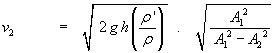 v₂ = √(2 g h (ρ'/ρ)) · √(A₁² / (A₁² − A₂²))